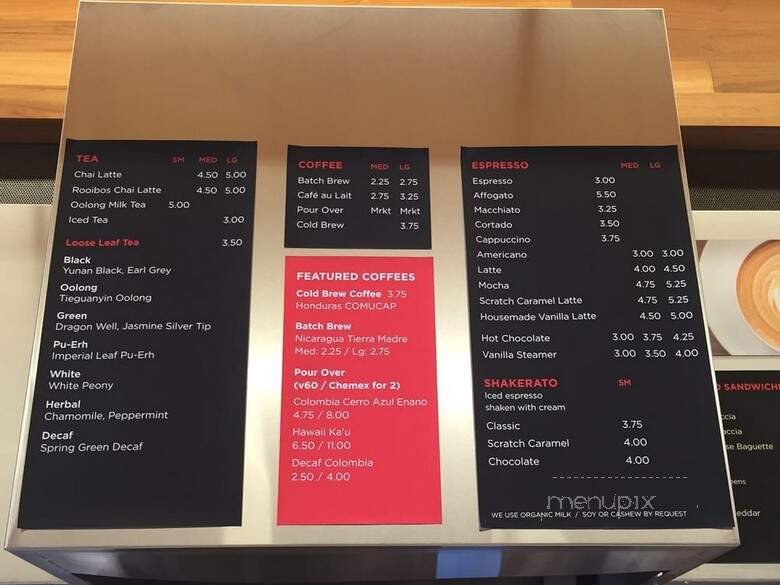 TEA SM MED LG
Chai Latte 4.50 5.00
Rooibos Chai Latte 4.50 5.00
Oolong Milk Tea 5.00
Iced Tea 3.00
Loose Leaf Tea 3.50
Black
Yunan Black, Earl Grey
Oolong
Tieguanyin Oolong
Green
Dragon Well, Jasmine Silver Tip
Pu-Erh
Imperial Leaf Pu-Erh
White
White Peony
Herbal
Chamomile, Peppermint
Decaf
Spring Green Decaf
COFFEE MED LG
Batch Brew 2.25 2.75
Café au Lait 2.75 3.25
Pour Over Mrkt Mrkt
Cold Brew 3.75
FEATURED COFFEES
Cold Brew Coffee 3.75
Honduras COMUCAP
Batch Brew
Nicaragua Tierra Madre
Med: 2.25 / Lg: 2.75
Pour Over
(v60 / Chemex for 2)
Colombia Cerro Azul Enano
4.75 / 8.00
Hawaii Ka'u
6.50 / 11.00
Decaf Colombia
2.50 / 4.00
ESPRESSO MED LG
Espresso 3.00
Affogato 5.50
Macchiato 3.25
Cortado 3.50
Cappuccino 3.75
Americano 3.00 3.00
Latte 4.00 4.50
Mocha 4.75 5.25
Scratch Caramel Latte 4.75 5.25
Housemade Vanilla Latte 4.50 5.00
Hot Chocolate 3.00 3.75 4.25
Vanilla Steamer 3.00 3.50 4.00
SHAKERATO SM
Iced espresso
shaken with cream
Classic 3.75
Scratch Caramel 4.00
Chocolate 4.00
menupix
WE USE ORGANIC MILK / SOY OR CASHEW BY REQUEST
Baguette